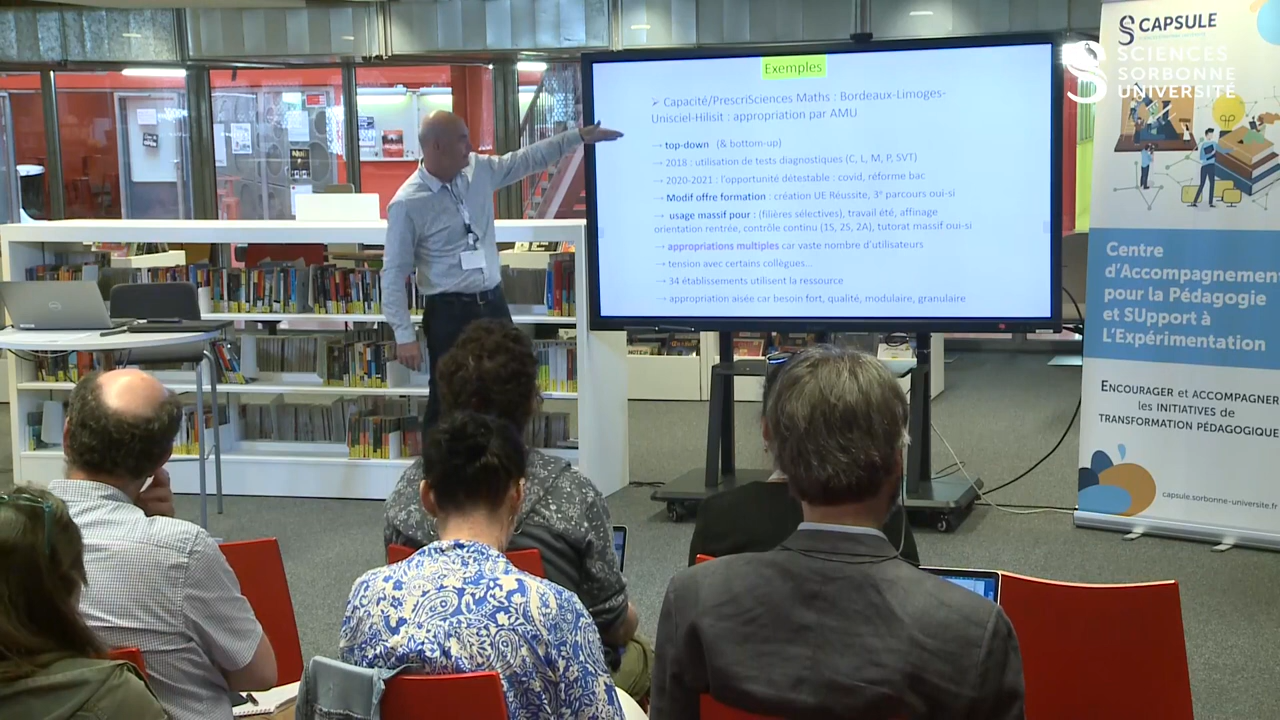 Exemples
➢ Capacité/PrescriSciences Maths : Bordeaux-Limoges-
Unisciel-Hilisit : appropriation par AMU
→ top-down (& bottom-up)
→ 2018 : utilisation de tests diagnostiques (C, L, M, P, SVT)
→ 2020-2021 : l'opportunité détestable : covid, réforme bac
→ Modif offre formation : création UE Réussite, 3e parcours oui-si
→ usage massif pour : (filières sélectives), travail été, affinage
orientation rentrée, contrôle continu (1S, 2S, 2A), tutorat massif oui-si
→ appropriations multiples car vaste nombre d'utilisateurs
→ tension avec certains collègues...
→ 34 établissements utilisent la ressource
→ appropriation aisée car besoin fort, qualité, modulaire, granulaire
CAPSULE
SCIENCES
SORBONNE
UNIVERSITÉ
Centre
d'Accompagnement
pour la Pédagogie
et SUpport à
L'Expérimentation
ENCOURAGER et ACCOMPAGNER
les INITIATIVES de
TRANSFORMATION PÉDAGOGIQUE
capsule.sorbonne-universite.fr